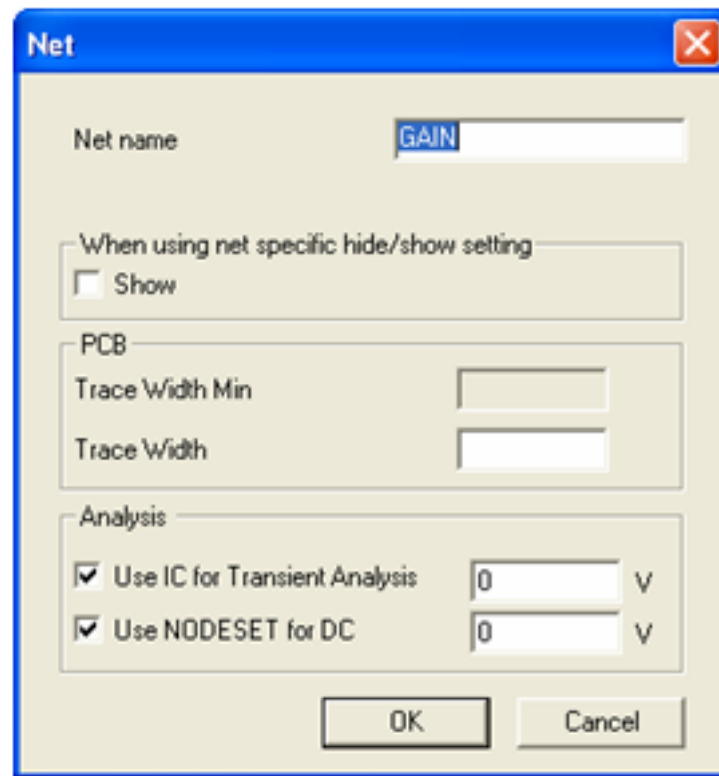 Net
Net name GAIN
When using net specific hide/show setting
Show
PCB
Trace Width Min
Trace Width
Analysis
Use IC for Transient Analysis 0 V
Use NODESET for DC 0 V
OK Cancel